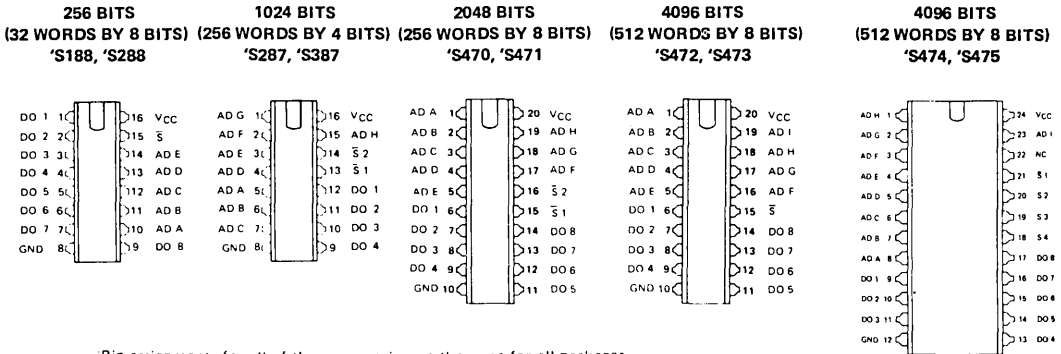 256 BITS
(32 WORDS BY 8 BITS)
'S188, 'S288
DO 1 1 16 VCC
DO 2 2 15 S̅
DO 3 3 14 AD E
DO 4 4 13 AD D
DO 5 5 12 AD C
DO 6 6 11 AD B
DO 7 7 10 AD A
GND 8 9 DO 8
1024 BITS
(256 WORDS BY 4 BITS)
'S287, 'S387
AD G 1 16 VCC
AD F 2 15 AD H
AD E 3 14 S̅ 2
AD D 4 13 S̅ 1
AD A 5 12 DO 1
AD B 6 11 DO 2
AD C 7 10 DO 3
GND 8 9 DO 4
2048 BITS
(256 WORDS BY 8 BITS)
'S470, 'S471
AD A 1 20 VCC
AD B 2 19 AD H
AD C 3 18 AD G
AD D 4 17 AD F
AD E 5 16 S̅ 2
DO 1 6 15 S̅ 1
DO 2 7 14 DO 8
DO 3 8 13 DO 7
DO 4 9 12 DO 6
GND 10 11 DO 5
4096 BITS
(512 WORDS BY 8 BITS)
'S472, 'S473
AD A 1 20 VCC
AD B 2 19 AD I
AD C 3 18 AD H
AD D 4 17 AD G
AD E 5 16 AD F
DO 1 6 15 S̅
DO 2 7 14 DO 8
DO 3 8 13 DO 7
DO 4 9 12 DO 6
GND 10 11 DO 5
4096 BITS
(512 WORDS BY 8 BITS)
'S474, 'S475
AD H 1 24 VCC
AD G 2 23 AD I
AD F 3 22 NC
AD E 4 21 S̅ 1
AD D 5 20 S̅ 2
AD C 6 19 S3
AD B 7 18 S4
AD A 8 17 DO 8
DO 1 9 16 DO 7
DO 2 10 15 DO 6
DO 3 11 14 DO 5
GND 12 13 DO 4